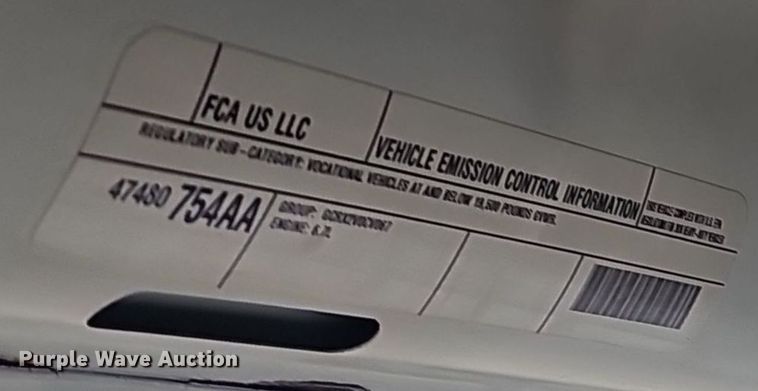 FCA US LLC
VEHICLE EMISSION CONTROL INFORMATION
REGULATORY SUB-CATEGORY: VOCATIONAL VEHICLES AT AND BELOW 19,500 POUNDS GVWR.
47480 754AA
GROUP:
ENGINE: 6.7L
Purple Wave Auction